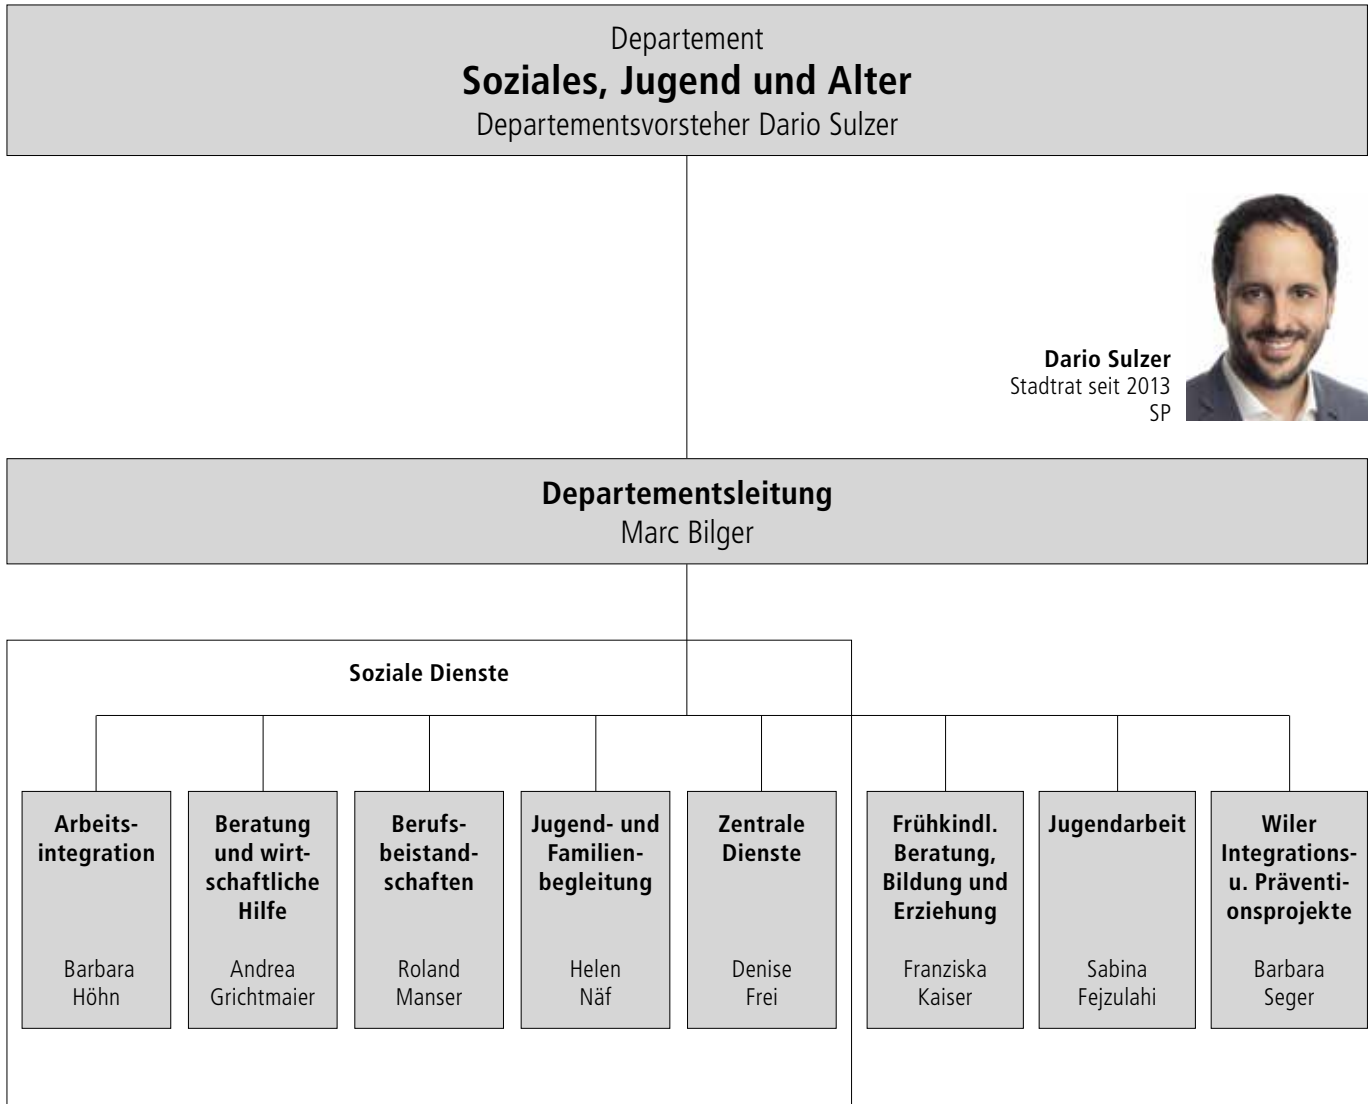 Departement
Soziales, Jugend und Alter
Departementsvorsteher Dario Sulzer
Dario Sulzer
Stadtrat seit 2013
SP
Departementsleitung
Marc Bilger
Soziale Dienste
Arbeits-
integration
Barbara
Höhn
Beratung
und wirt-
schaftliche
Hilfe
Andrea
Grichtmaier
Berufs-
beistand-
schaften
Roland
Manser
Jugend- und
Familien-
begleitung
Helen
Näf
Zentrale
Dienste
Denise
Frei
Frühkindl.
Beratung,
Bildung und
Erziehung
Franziska
Kaiser
Jugendarbeit
Sabina
Fejzulahi
Wiler
Integrations-
u. Präventi-
onsprojekte
Barbara
Seger